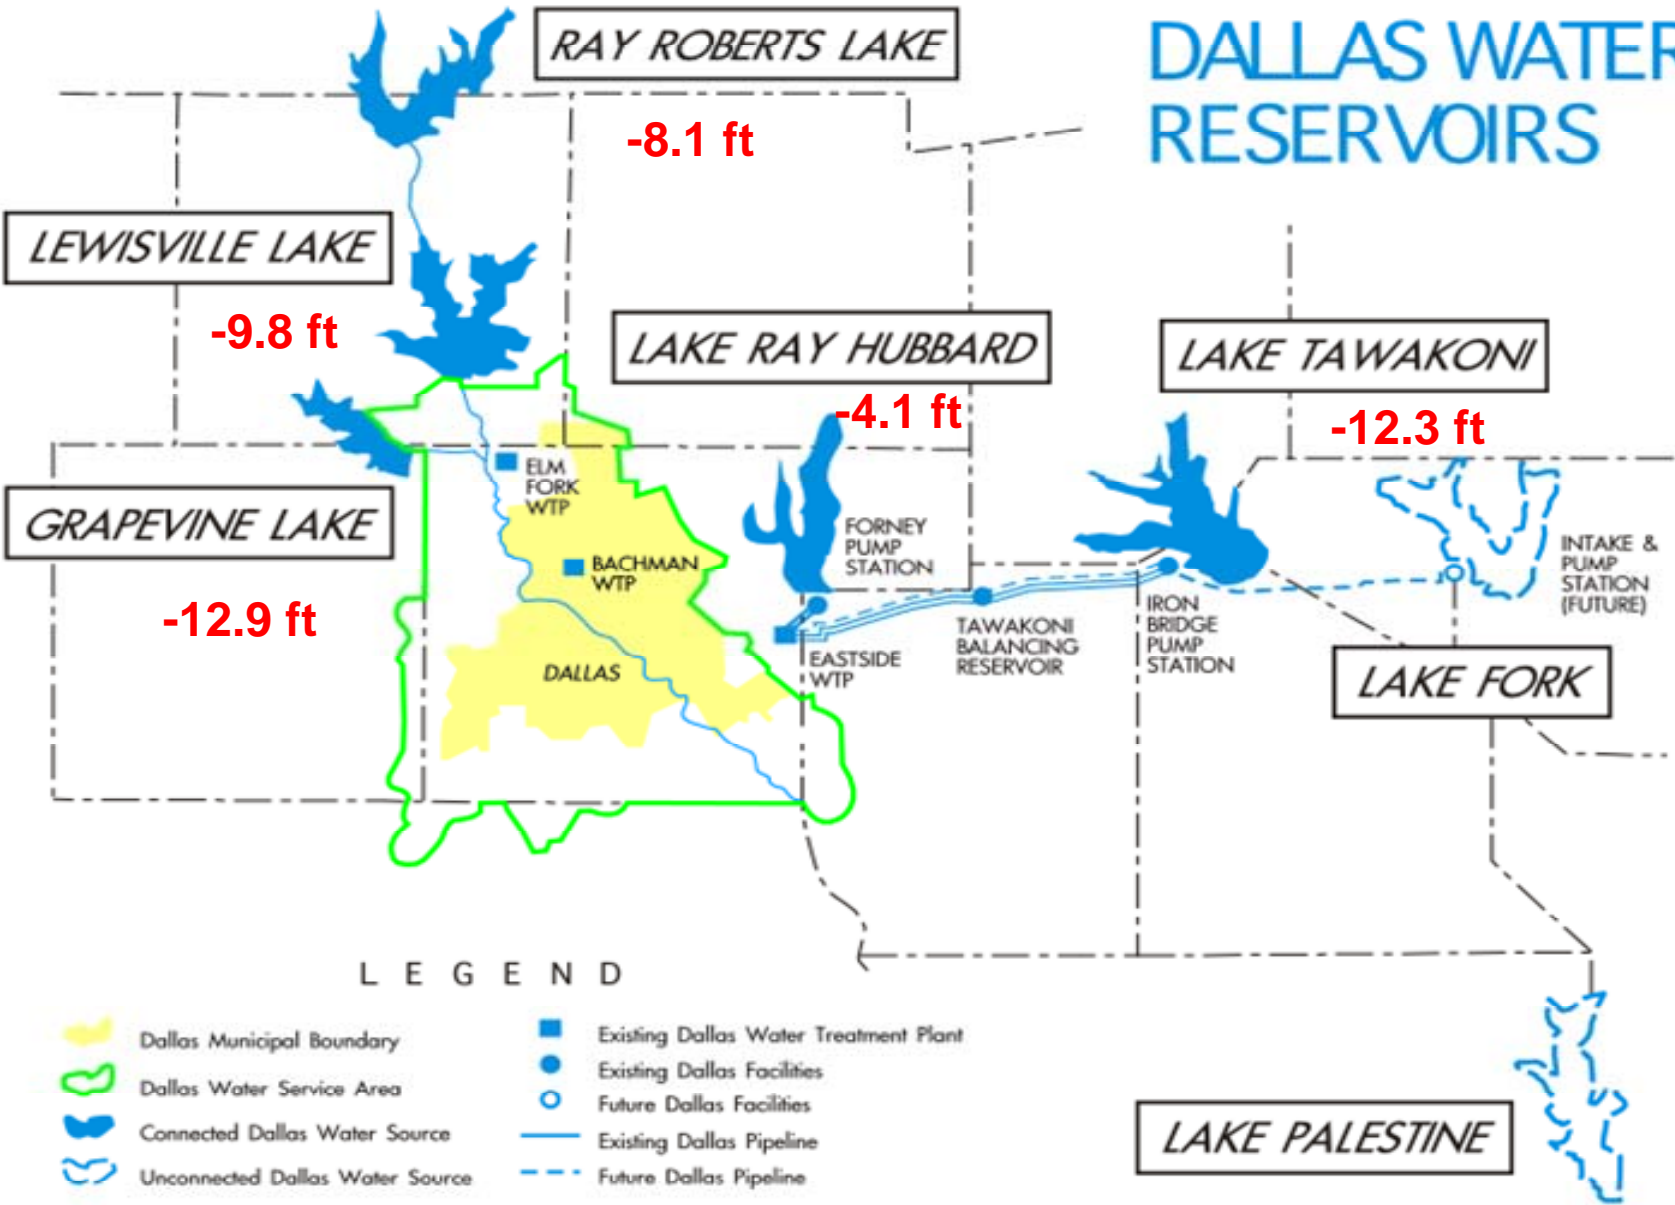 DALLAS WATER
RESERVOIRS
RAY ROBERTS LAKE
-8.1 ft
LEWISVILLE LAKE
-9.8 ft
LAKE RAY HUBBARD
-4.1 ft
LAKE TAWAKONI
-12.3 ft
GRAPEVINE LAKE
-12.9 ft
ELM
FORK
WTP
BACHMAN
WTP
DALLAS
FORNEY
PUMP
STATION
EASTSIDE
WTP
TAWAKONI
BALANCING
RESERVOIR
IRON
BRIDGE
PUMP
STATION
INTAKE &
PUMP
STATION
(FUTURE)
LAKE FORK
LAKE PALESTINE
LEGEND
Dallas Municipal Boundary
Dallas Water Service Area
Connected Dallas Water Source
Unconnected Dallas Water Source
Existing Dallas Water Treatment Plant
Existing Dallas Facilities
Future Dallas Facilities
Existing Dallas Pipeline
Future Dallas Pipeline